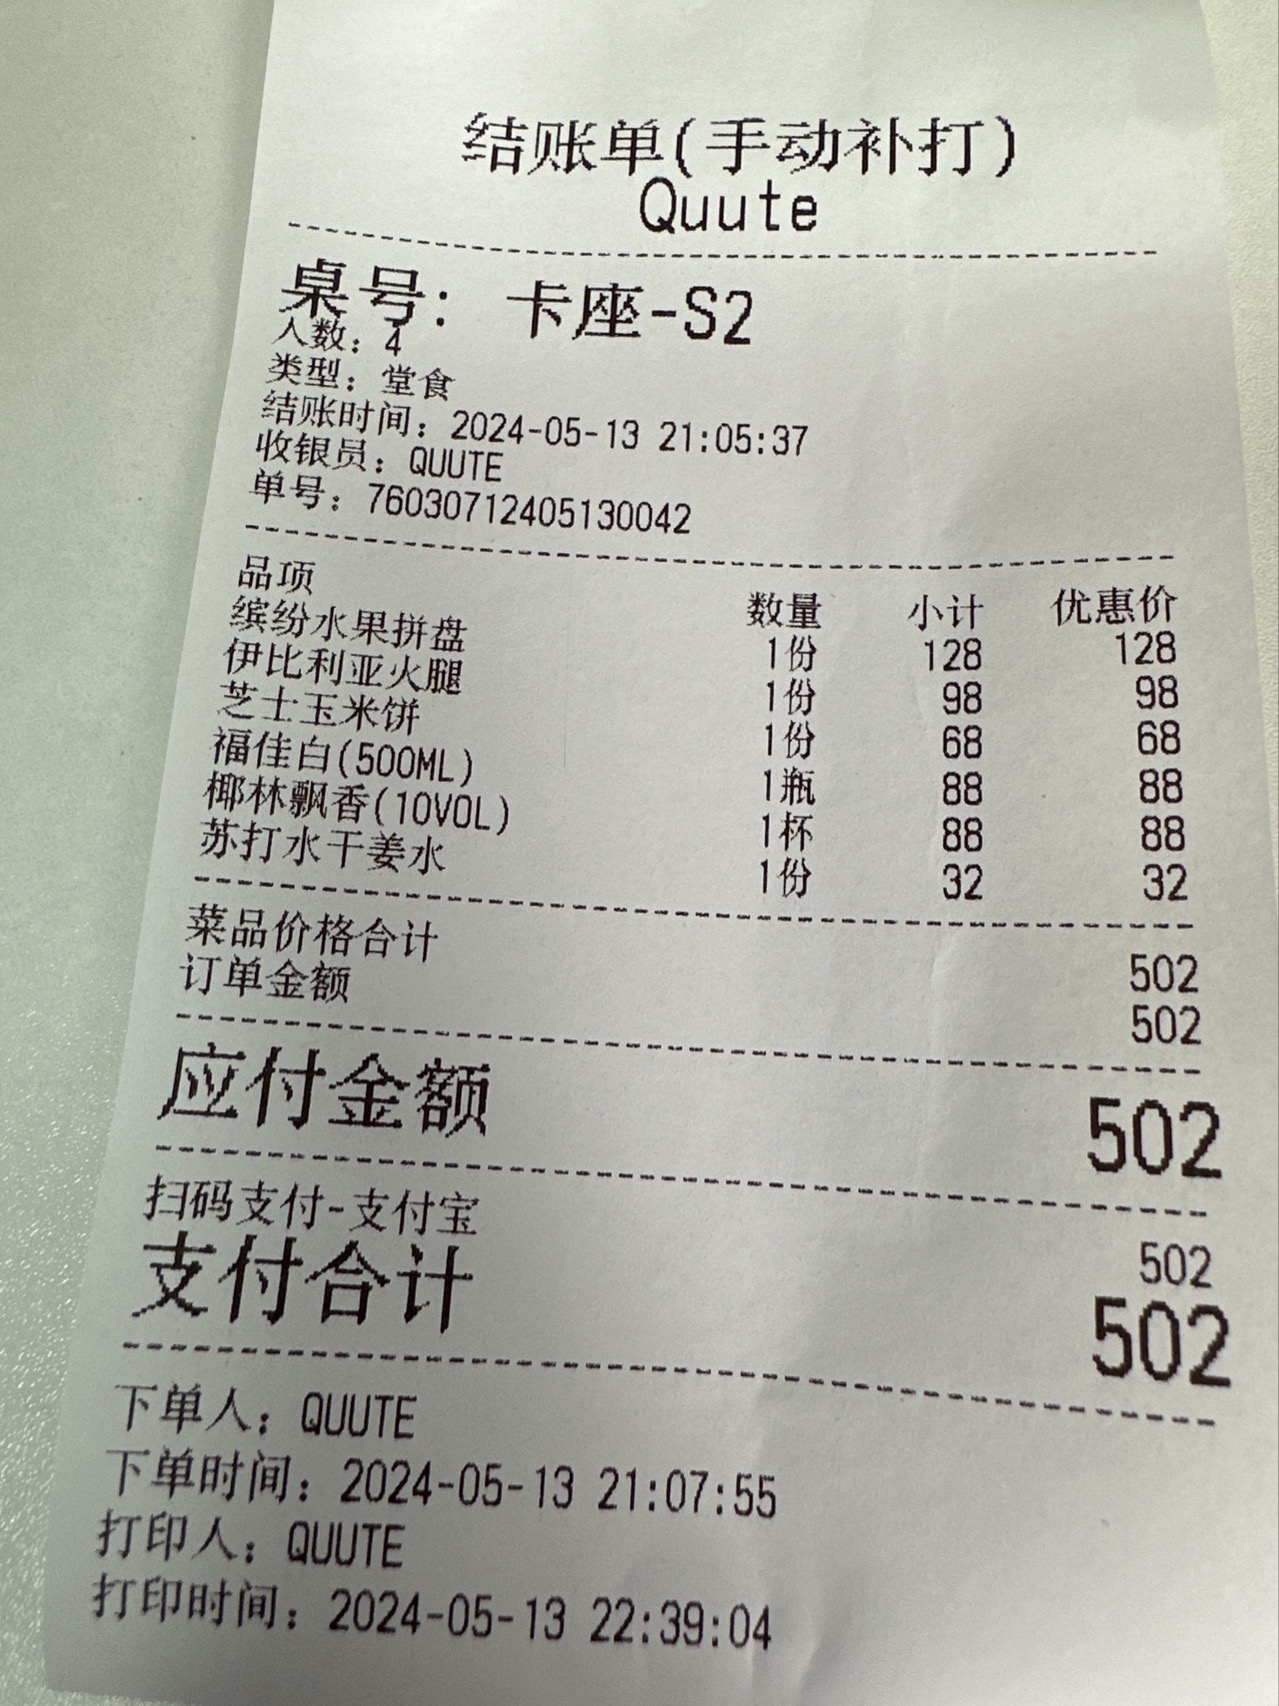 结账单(手动补打)
Quute
桌号: 卡座-S2
人数: 4
类型: 堂食
结账时间: 2024-05-13 21:05:37
收银员: QUUTE
单号: 76030712405130042
品项 数量 小计 优惠价
缤纷水果拼盘 1份 128 128
伊比利亚火腿 1份 98 98
芝士玉米饼 1份 68 68
福佳白(500ML) 1瓶 88 88
椰林飘香(10VOL) 1杯 88 88
苏打水干姜水 1份 32 32
菜品价格合计 502
订单金额 502
应付金额 502
扫码支付-支付宝 502
支付合计 502
下单人: QUUTE
下单时间: 2024-05-13 21:07:55
打印人: QUUTE
打印时间: 2024-05-13 22:39:04